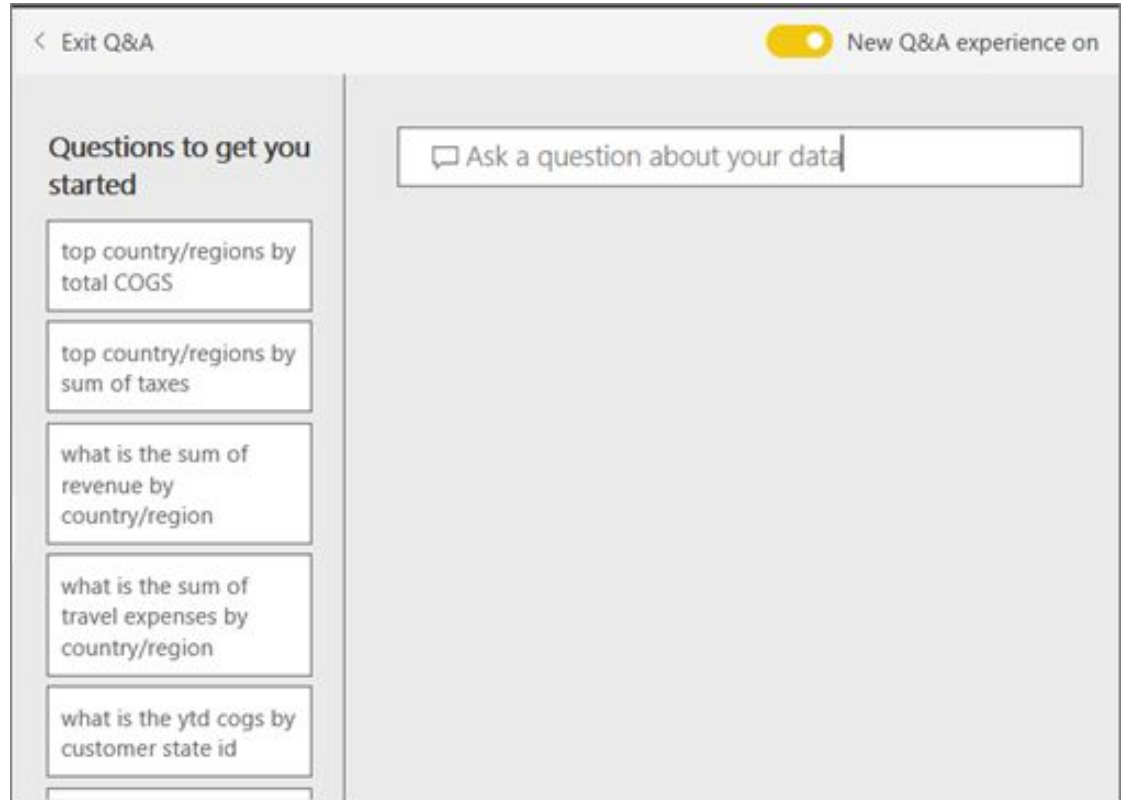 Exit Q&A
New Q&A experience on
Questions to get you
started
top country/regions by
total COGS
top country/regions by
sum of taxes
what is the sum of
revenue by
country/region
what is the sum of
travel expenses by
country/region
what is the ytd cogs by
customer state id
Ask a question about your data